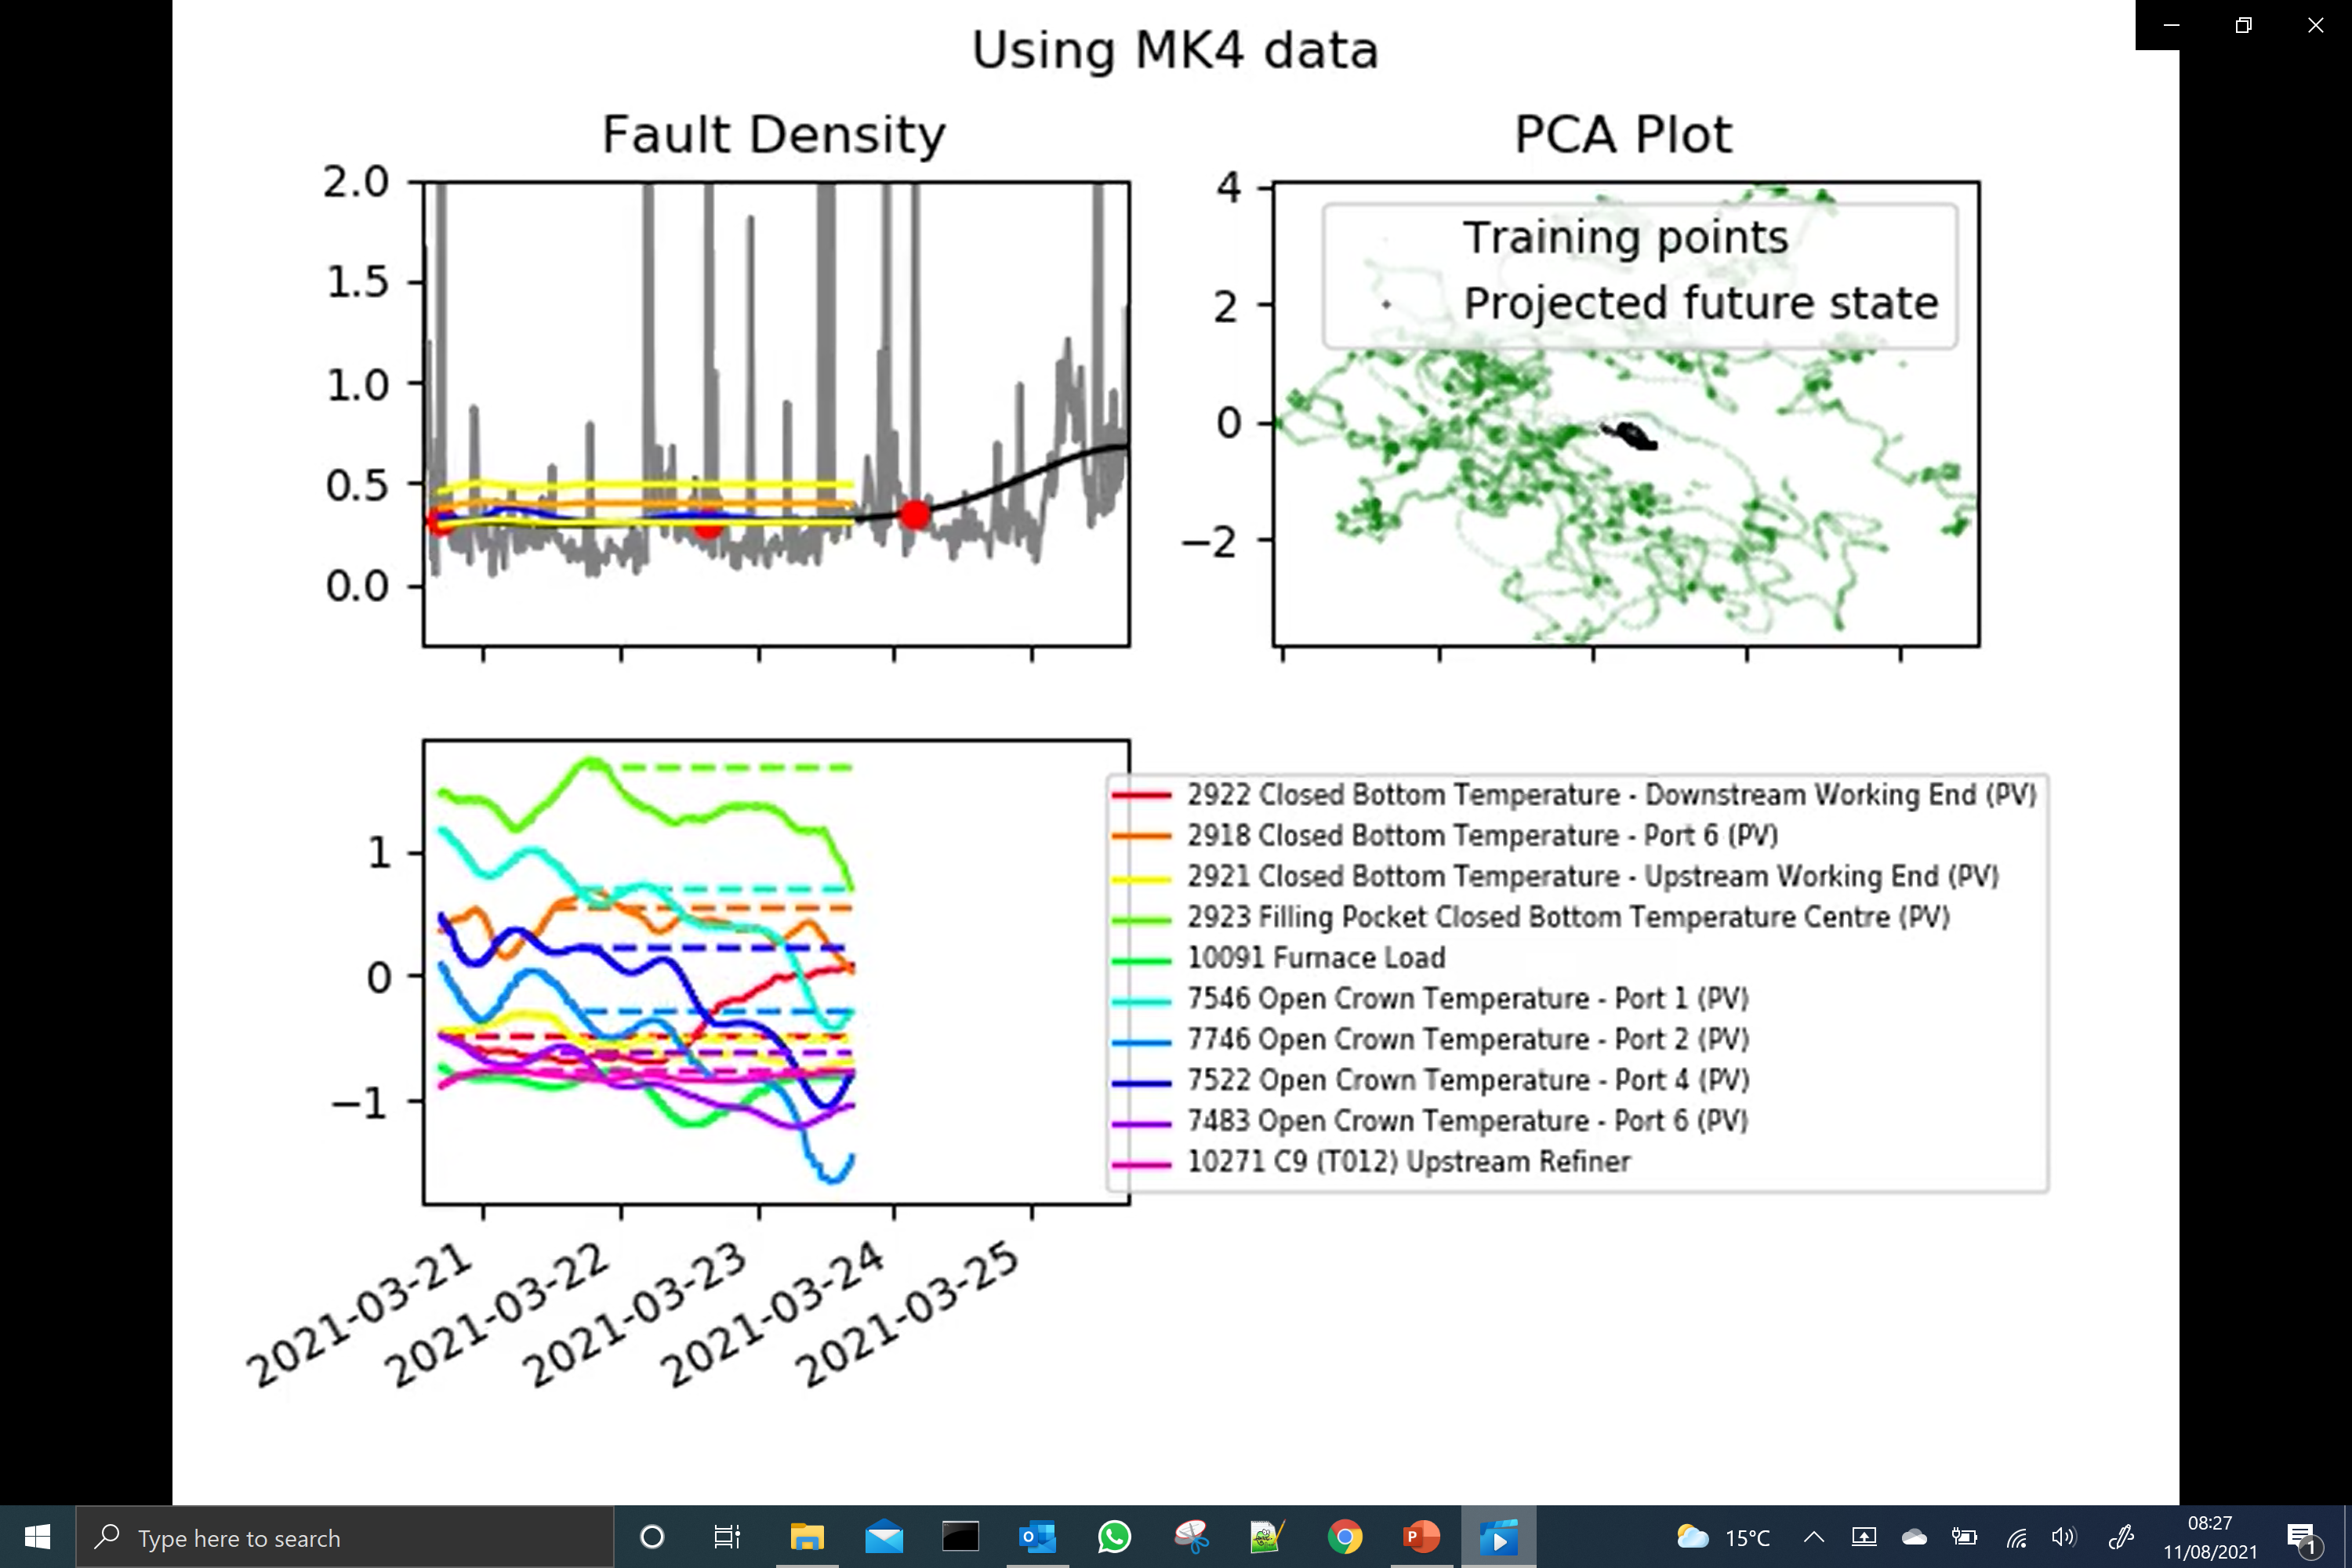 Using MK4 data
Fault Density
2.0
1.5
1.0
0.5
0.0
PCA Plot
4
2
0
−2
Training points
Projected future state
1
0
−1
2021-03-21
2021-03-22
2021-03-23
2021-03-24
2021-03-25
2922 Closed Bottom Temperature - Downstream Working End (PV)
2918 Closed Bottom Temperature - Port 6 (PV)
2921 Closed Bottom Temperature - Upstream Working End (PV)
2923 Filling Pocket Closed Bottom Temperature Centre (PV)
10091 Furnace Load
7546 Open Crown Temperature - Port 1 (PV)
7746 Open Crown Temperature - Port 2 (PV)
7522 Open Crown Temperature - Port 4 (PV)
7483 Open Crown Temperature - Port 6 (PV)
10271 C9 (T012) Upstream Refiner
Type here to search
15°C
08:27
11/08/2021
1